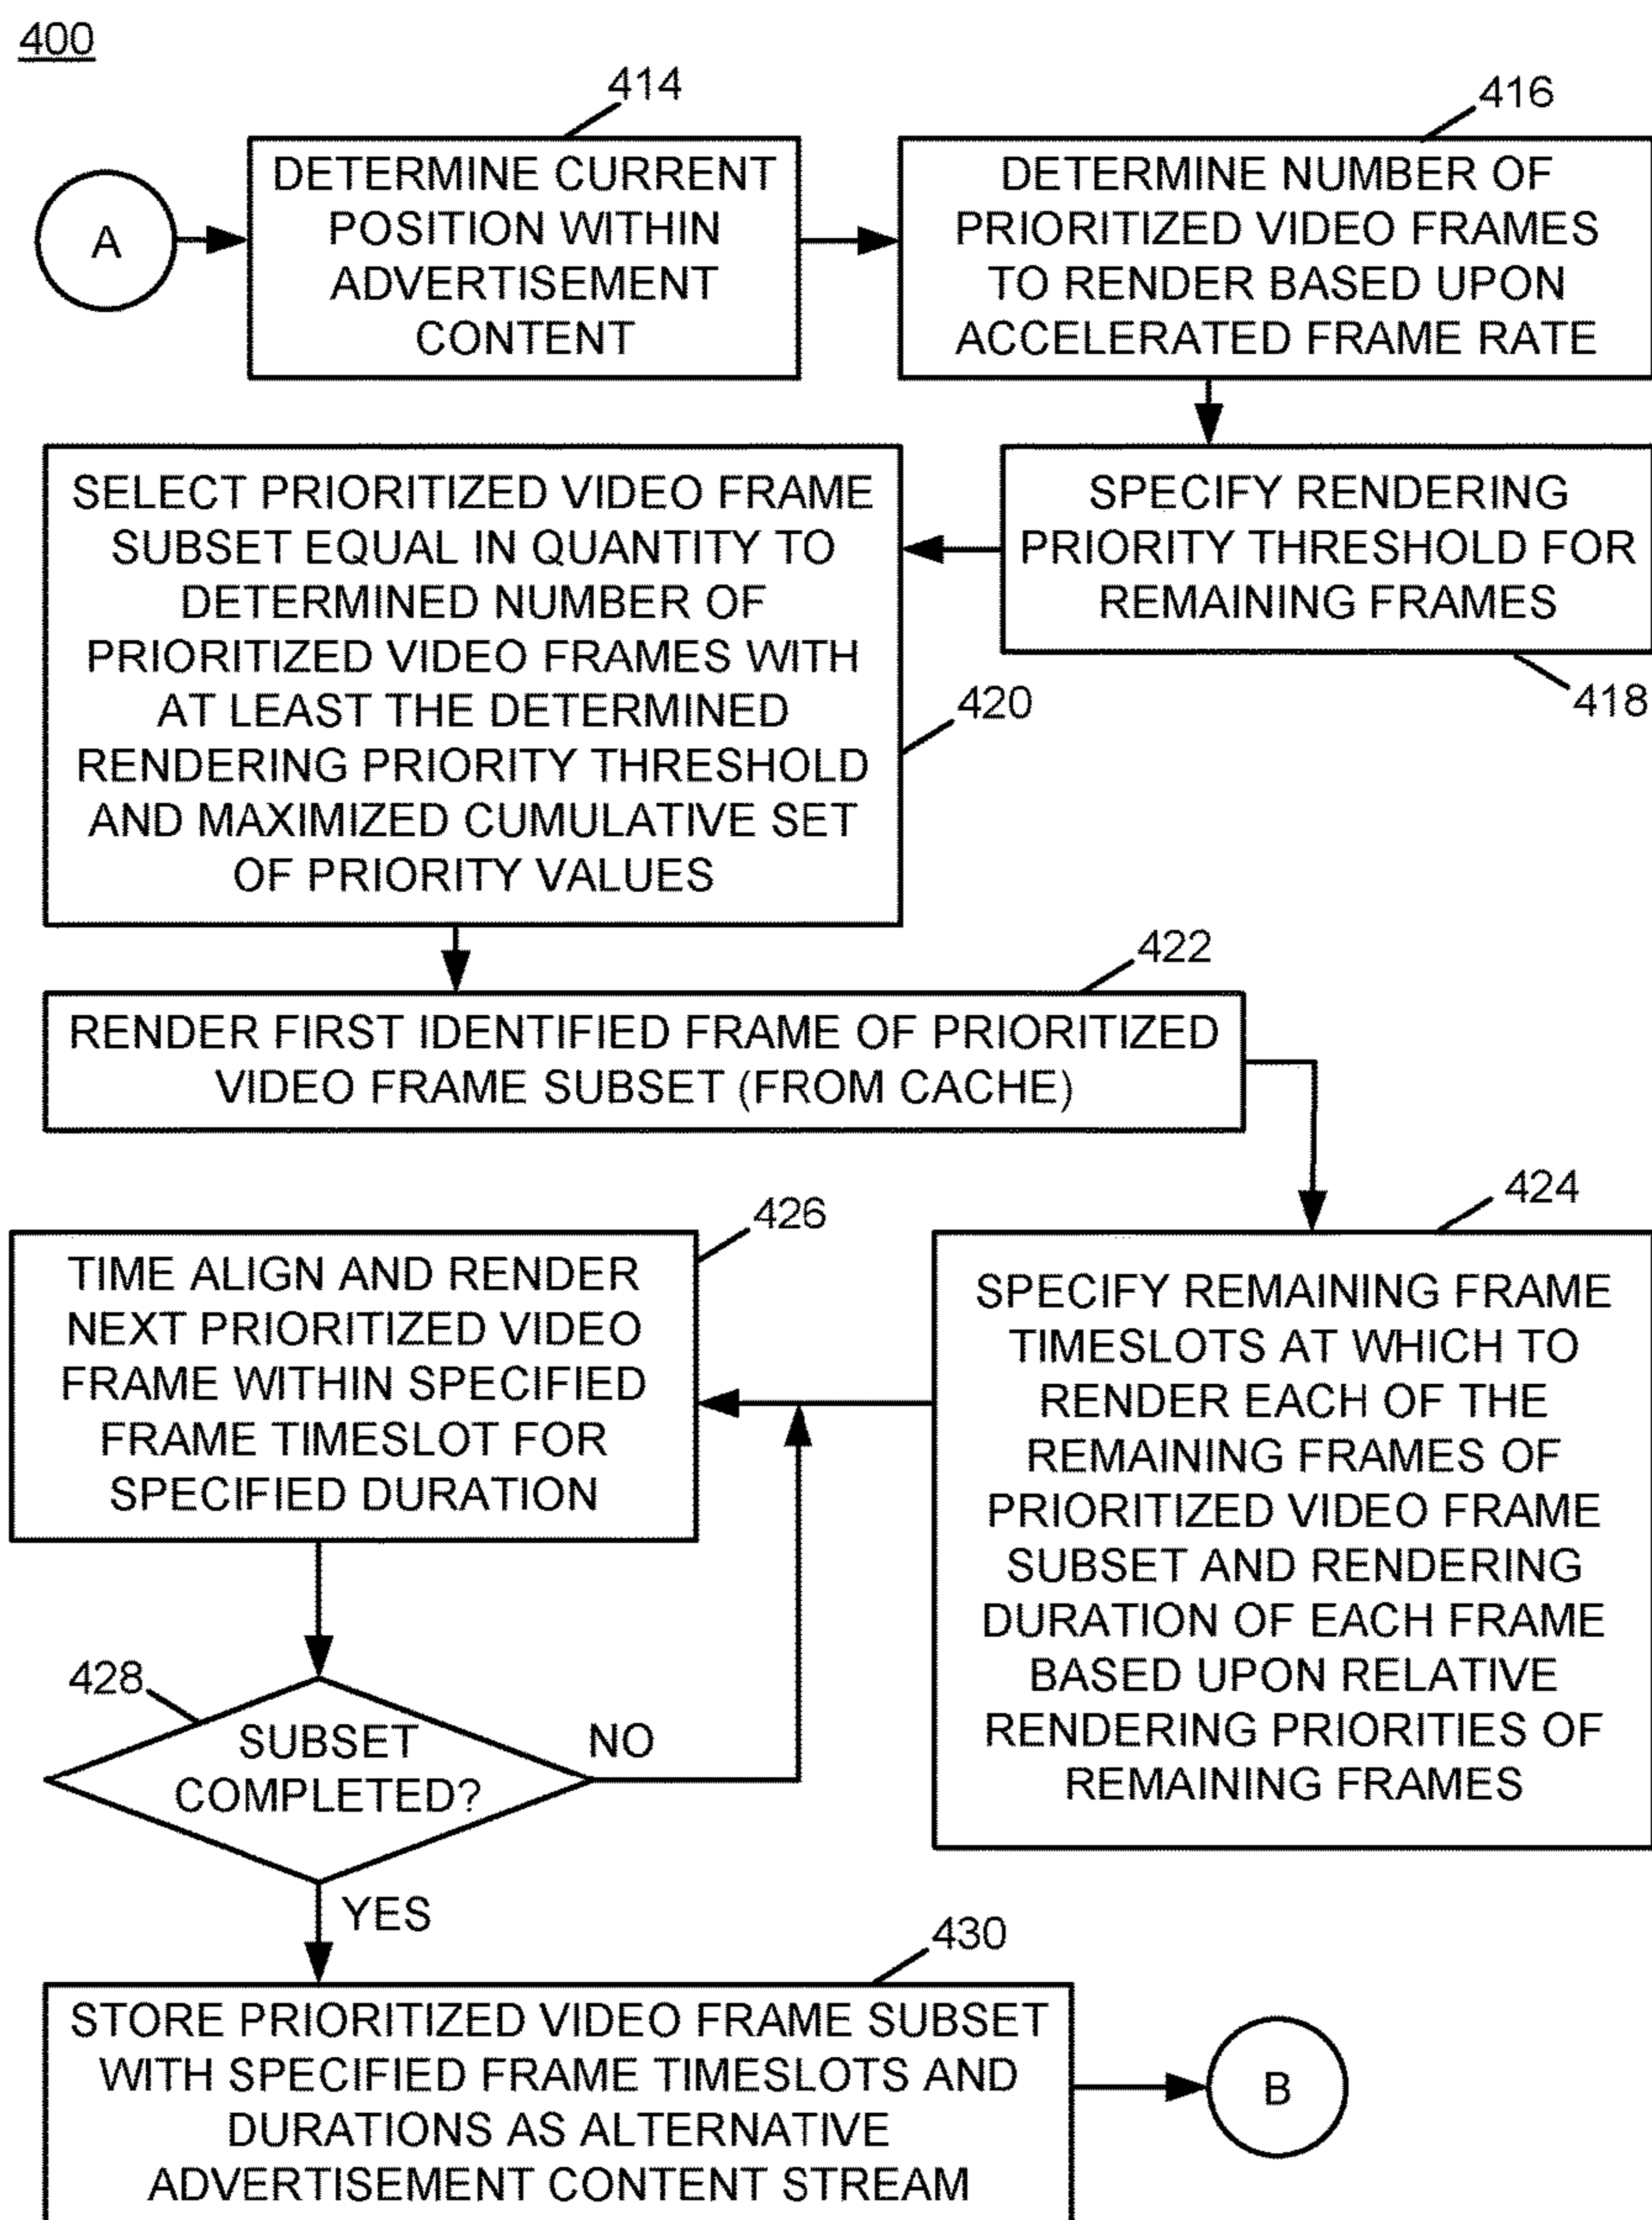 400
414
416
A
DETERMINE CURRENT
POSITION WITHIN
ADVERTISEMENT
CONTENT
DETERMINE NUMBER OF
PRIORITIZED VIDEO FRAMES
TO RENDER BASED UPON
ACCELERATED FRAME RATE
SPECIFY RENDERING
PRIORITY THRESHOLD FOR
REMAINING FRAMES
418
SELECT PRIORITIZED VIDEO FRAME
SUBSET EQUAL IN QUANTITY TO
DETERMINED NUMBER OF
PRIORITIZED VIDEO FRAMES WITH
AT LEAST THE DETERMINED
RENDERING PRIORITY THRESHOLD
AND MAXIMIZED CUMULATIVE SET
OF PRIORITY VALUES
420
422
RENDER FIRST IDENTIFIED FRAME OF PRIORITIZED
VIDEO FRAME SUBSET (FROM CACHE)
424
SPECIFY REMAINING FRAME
TIMESLOTS AT WHICH TO
RENDER EACH OF THE
REMAINING FRAMES OF
PRIORITIZED VIDEO FRAME
SUBSET AND RENDERING
DURATION OF EACH FRAME
BASED UPON RELATIVE
RENDERING PRIORITIES OF
REMAINING FRAMES
426
TIME ALIGN AND RENDER
NEXT PRIORITIZED VIDEO
FRAME WITHIN SPECIFIED
FRAME TIMESLOT FOR
SPECIFIED DURATION
428
SUBSET
COMPLETED?
NO
YES
430
STORE PRIORITIZED VIDEO FRAME SUBSET
WITH SPECIFIED FRAME TIMESLOTS AND
DURATIONS AS ALTERNATIVE
ADVERTISEMENT CONTENT STREAM
B